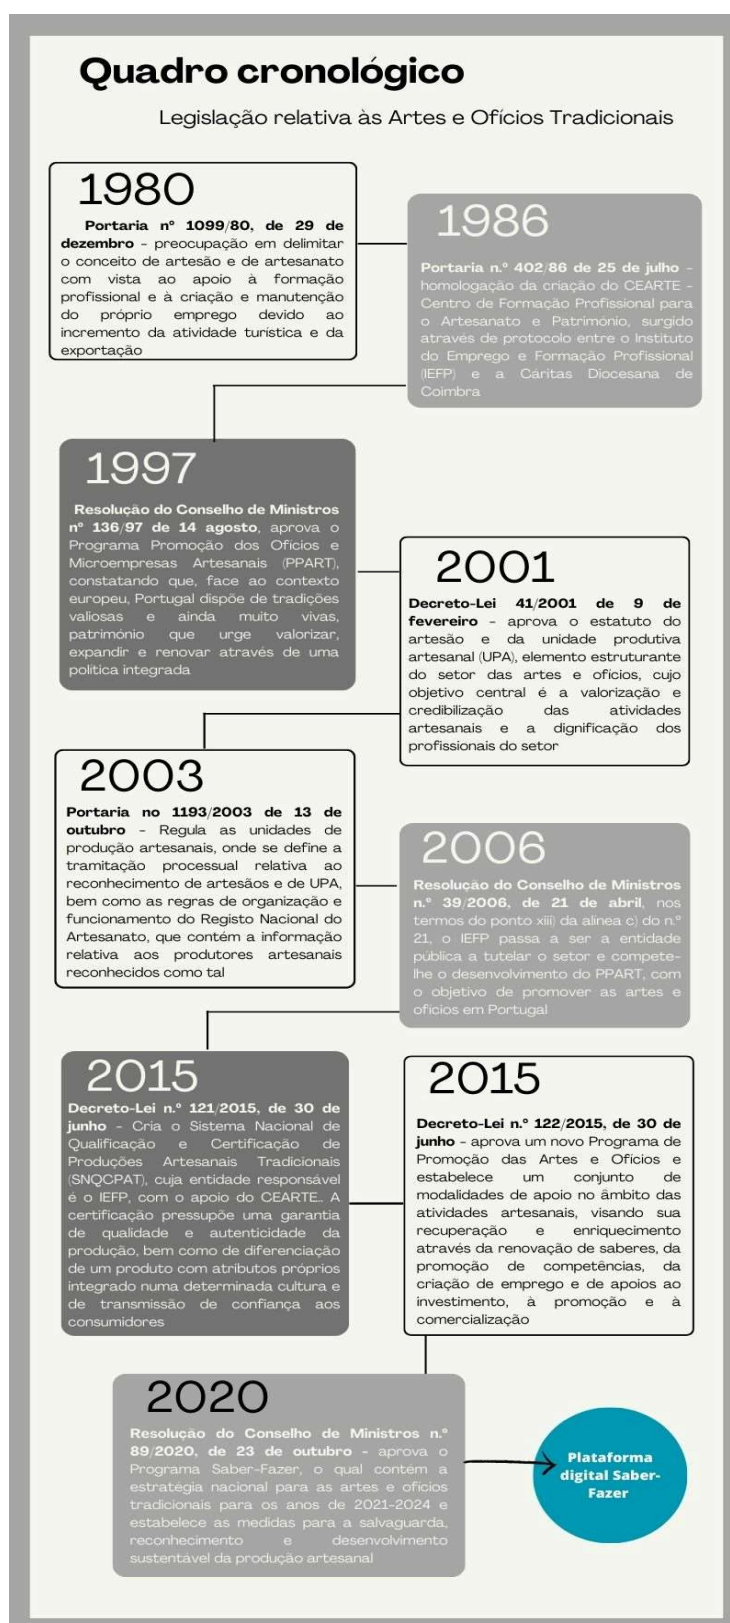 Quadro cronológico
Legislação relativa às Artes e Ofícios Tradicionais
1980
Portaria nº 1099/80, de 29 de
dezembro - preocupação em delimitar
o conceito de artesão e de artesanato
com vista ao apoio à formação
profissional e à criação e manutenção
do próprio emprego devido ao
incremento da atividade turística e da
exportação
1986
Portaria n.º 402/86 de 25 de julho -
homologação da criação do CEARTE -
Centro de Formação Profissional para
o Artesanato e Património, surgido
através de protocolo entre o Instituto
do Emprego e Formação Profissional
(IEFP) e a Cáritas Diocesana de
Coimbra
1997
Resolução do Conselho de Ministros
nº 136/97 de 14 agosto, aprova o
Programa Promoção dos Ofícios e
Microempresas Artesanais (PPART),
constatando que, face ao contexto
europeu, Portugal dispõe de tradições
valiosas e ainda muito vivas,
património que urge valorizar,
expandir e renovar através de uma
política integrada
2001
Decreto-Lei 41/2001 de 9 de
fevereiro - aprova o estatuto do
artesão e da unidade produtiva
artesanal (UPA), elemento estruturante
do setor das artes e ofícios, cujo
objetivo central é a valorização e
credibilização das atividades
artesanais e a dignificação dos
profissionais do setor
2003
Portaria no 1193/2003 de 13 de
outubro - Regula as unidades de
produção artesanais, onde se define a
tramitação processual relativa ao
reconhecimento de artesãos e de UPA,
bem como as regras de organização e
funcionamento do Registo Nacional do
Artesanato, que contém a informação
relativa aos produtores artesanais
reconhecidos como tal
2006
Resolução do Conselho de Ministros
n.º 39/2006, de 21 de abril, nos
termos do ponto xiii) da alínea c) do n.º
21, o IEFP passa a ser a entidade
pública a tutelar o setor e compete-
lhe o desenvolvimento do PPART, com
o objetivo de promover as artes e
ofícios em Portugal
2015
Decreto-Lei n.º 121/2015, de 30 de
junho - Cria o Sistema Nacional de
Qualificação e Certificação de
Produções Artesanais Tradicionais
(SNQCPAT), cuja entidade responsável
é o IEFP, com o apoio do CEARTE.. A
certificação pressupõe uma garantia
de qualidade e autenticidade da
produção, bem como de diferenciação
de um produto com atributos próprios
integrado numa determinada cultura e
de transmissão de confiança aos
consumidores
2015
Decreto-Lei n.º 122/2015, de 30 de
junho - aprova um novo Programa de
Promoção das Artes e Ofícios e
estabelece um conjunto de
modalidades de apoio no âmbito das
atividades artesanais, visando sua
recuperação e enriquecimento
através da renovação de saberes, da
promoção de competências, da
criação de emprego e de apoios ao
investimento, à promoção e à
comercialização
2020
Resolução do Conselho de Ministros n.º
89/2020, de 23 de outubro - aprova o
Programa Saber-Fazer, o qual contém a
estratégia nacional para as artes e ofícios
tradicionais para os anos de 2021-2024 e
estabelece as medidas para a salvaguarda,
reconhecimento e desenvolvimento
sustentável da produção artesanal
Plataforma
digital Saber-
Fazer